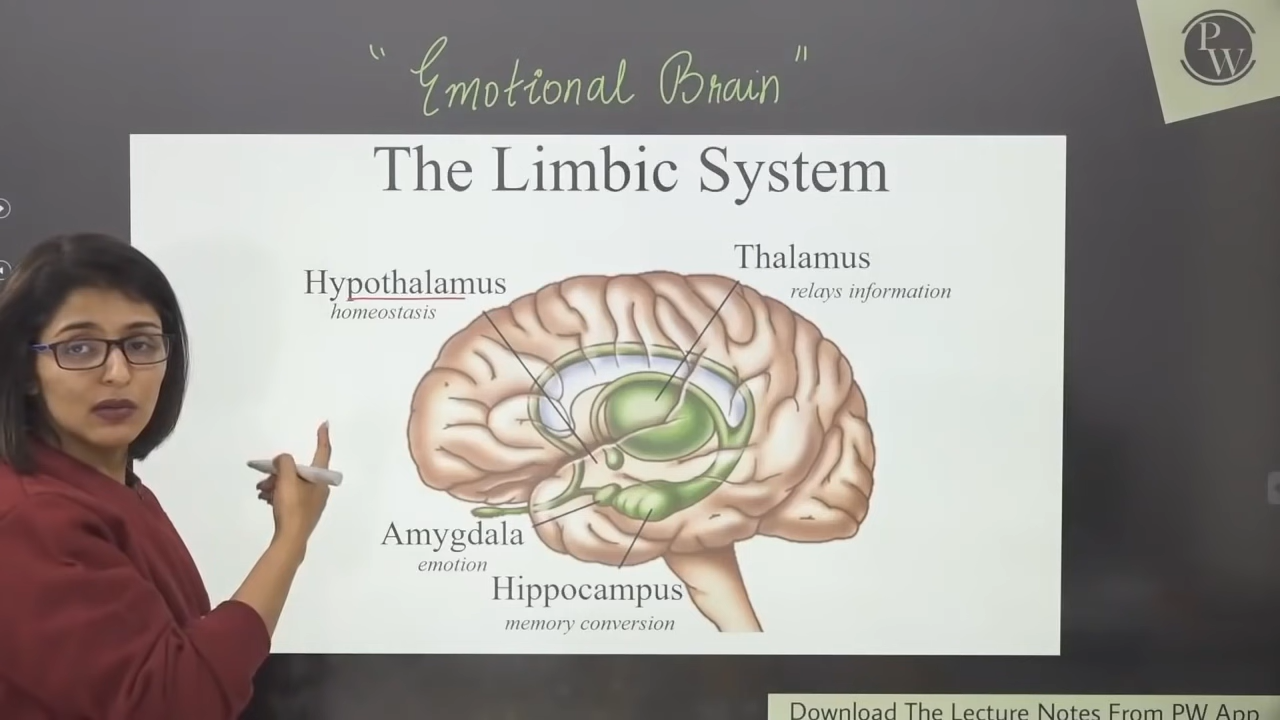 "Emotional Brain"
PW
The Limbic System
Thalamus
relays information
Hypothalamus
homeostasis
Amygdala
emotion
Hippocampus
memory conversion
Download The Lecture Notes From PW App